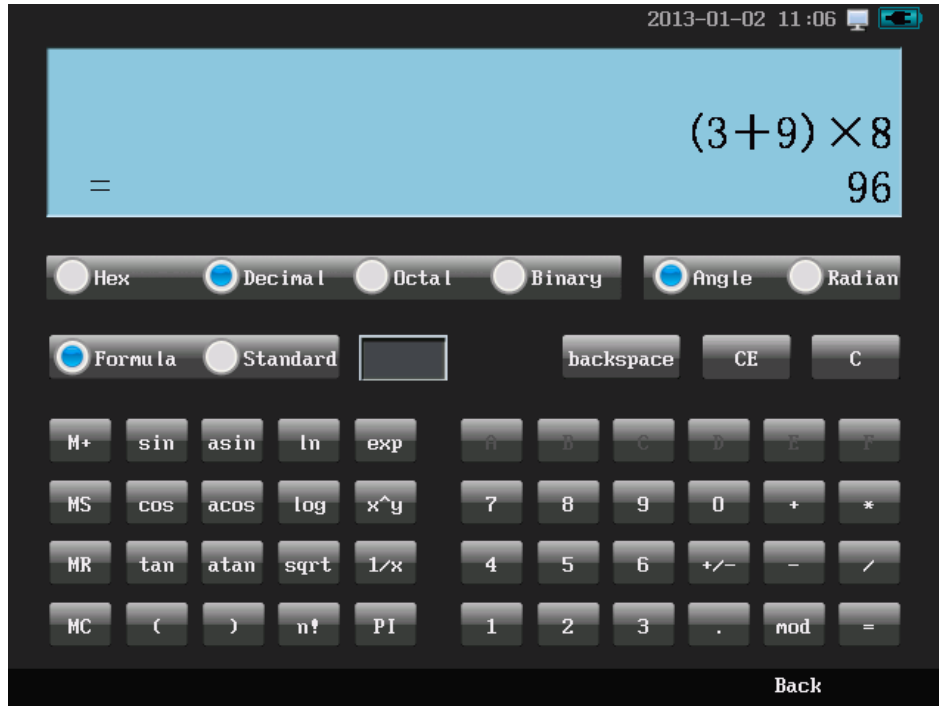 2013-01-02 11:06
(3+9)×8
= 96
Hex Decimal Octal Binary Angle Radian
Formula Standard backspace CE C
M+ sin asin ln exp A B C D E F
MS cos acos log x^y 7 8 9 0 + *
MR tan atan sqrt 1/x 4 5 6 +/- - /
MC ( ) n! PI 1 2 3 . mod =
Back